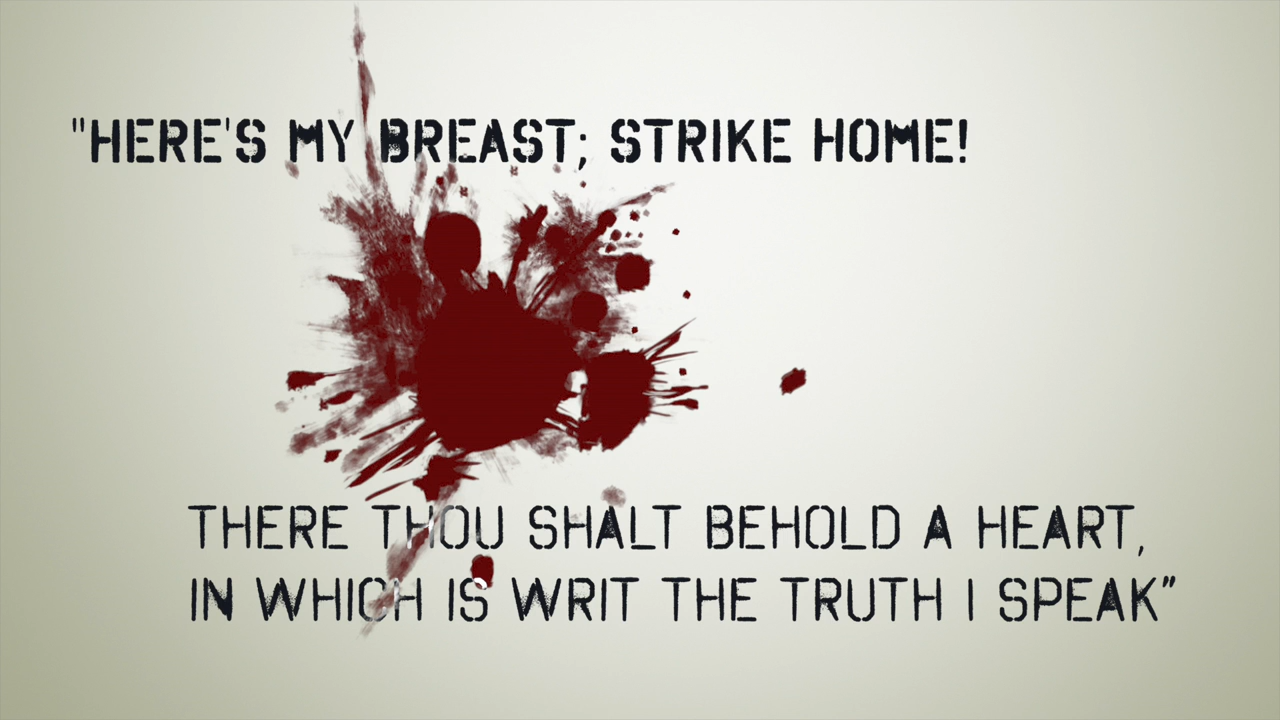 "HERE'S MY BREAST; STRIKE HOME!
THERE THOU SHALT BEHOLD A HEART,
IN WHICH IS WRIT THE TRUTH I SPEAK”